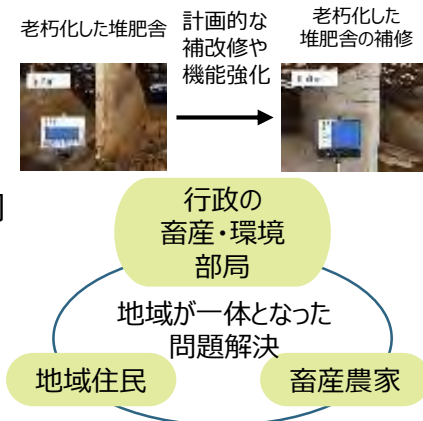 老朽化した堆肥舎
計画的な
補改修や
機能強化
老朽化した
堆肥舎の補修
行政の
畜産・環境
部局
地域が一体となった
問題解決
地域住民
畜産農家